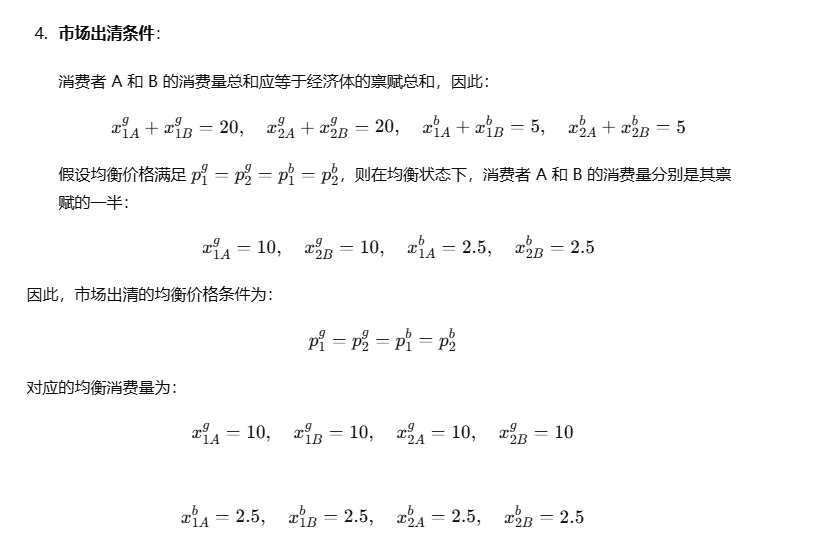 4. 市场出清条件：
消费者 A 和 B 的消费量总和应等于经济体的禀赋总和，因此：
$x_{1A}^g + x_{1B}^g = 20, \quad x_{2A}^g + x_{2B}^g = 20, \quad x_{1A}^b + x_{1B}^b = 5, \quad x_{2A}^b + x_{2B}^b = 5$
假设均衡价格满足 $p_1^g = p_2^g = p_1^b = p_2^b$，则在均衡状态下，消费者 A 和 B 的消费量分别是其禀
赋的一半：
$x_{1A}^g = 10, \quad x_{2B}^g = 10, \quad x_{1A}^b = 2.5, \quad x_{2B}^b = 2.5$
因此，市场出清的均衡价格条件为：
$p_1^g = p_2^g = p_1^b = p_2^b$
对应的均衡消费量为：
$x_{1A}^g = 10, \quad x_{1B}^g = 10, \quad x_{2A}^g = 10, \quad x_{2B}^g = 10$
$x_{1A}^b = 2.5, \quad x_{1B}^b = 2.5, \quad x_{2A}^b = 2.5, \quad x_{2B}^b = 2.5$